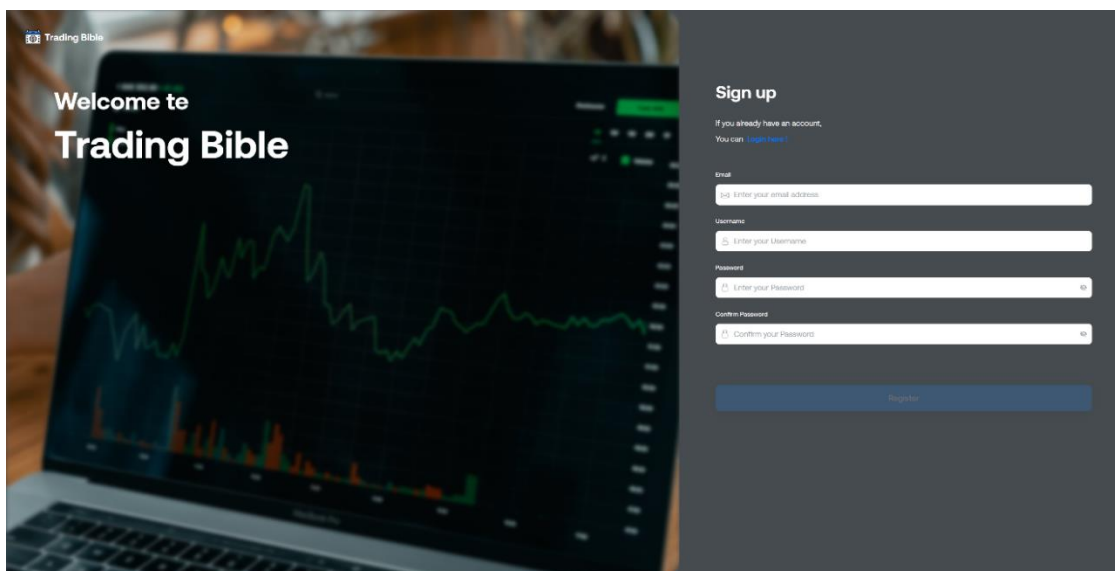 Trading Bible
Welcome te
Trading Bible
Sign up
If you already have an account,
You can Login here !
Email
Enter your email address
Username
Enter your Username
Password
Enter your Password
Confirm Password
Confirm your Password
Register